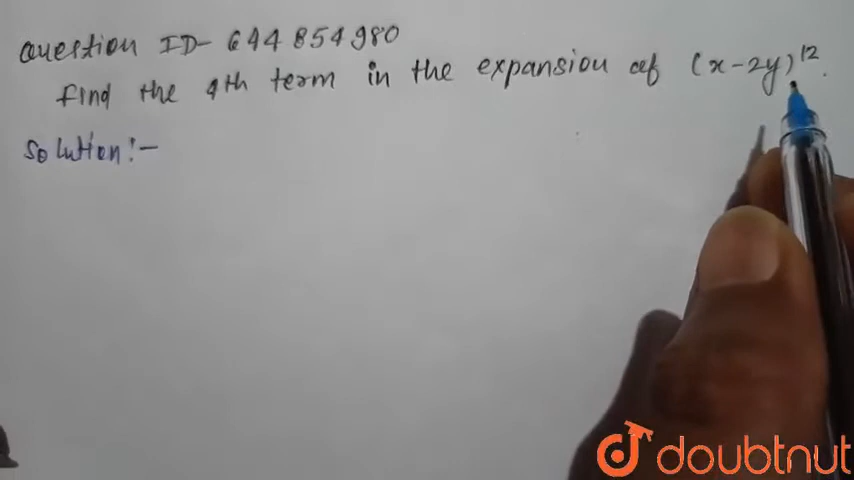 Question ID- 644854980
find the 4th term in the expansion of (x-2y)¹².
Solution:-
doubtnut